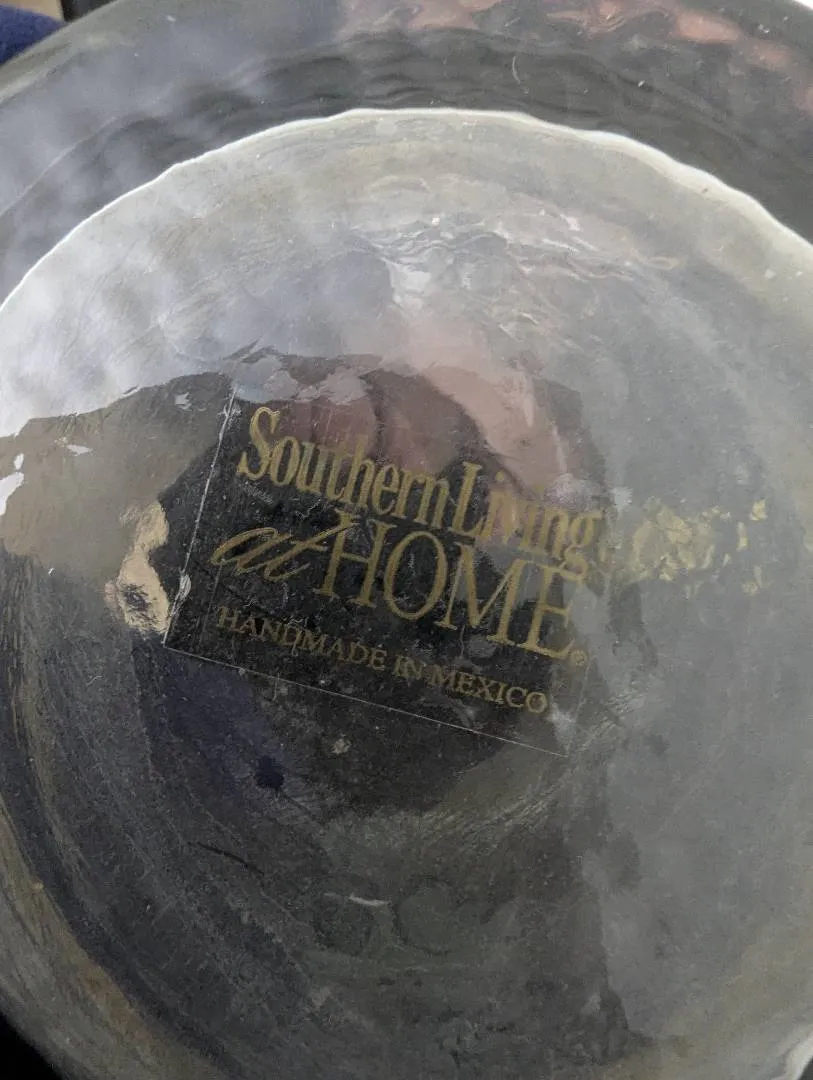 Southern Living
at HOME®
HANDMADE IN MEXICO